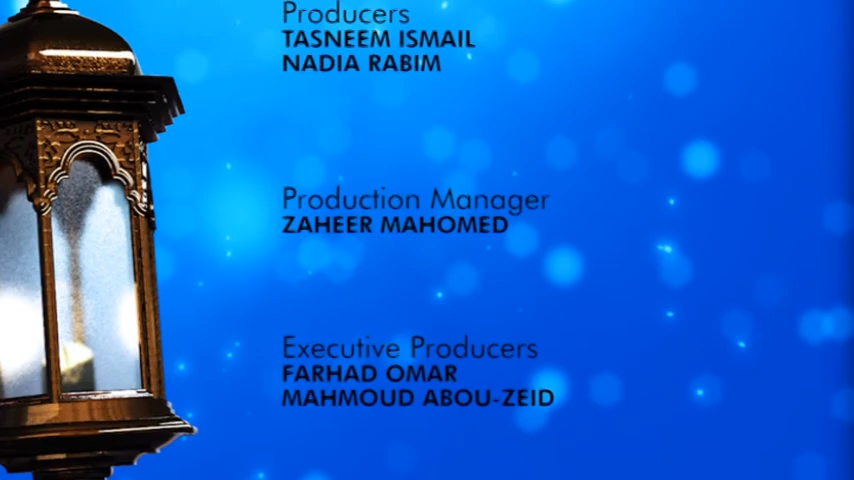 Producers
TASNEEM ISMAIL
NADIA RABIM
Production Manager
ZAHEER MAHOMED
Executive Producers
FARHAD OMAR
MAHMOUD ABOU-ZEID